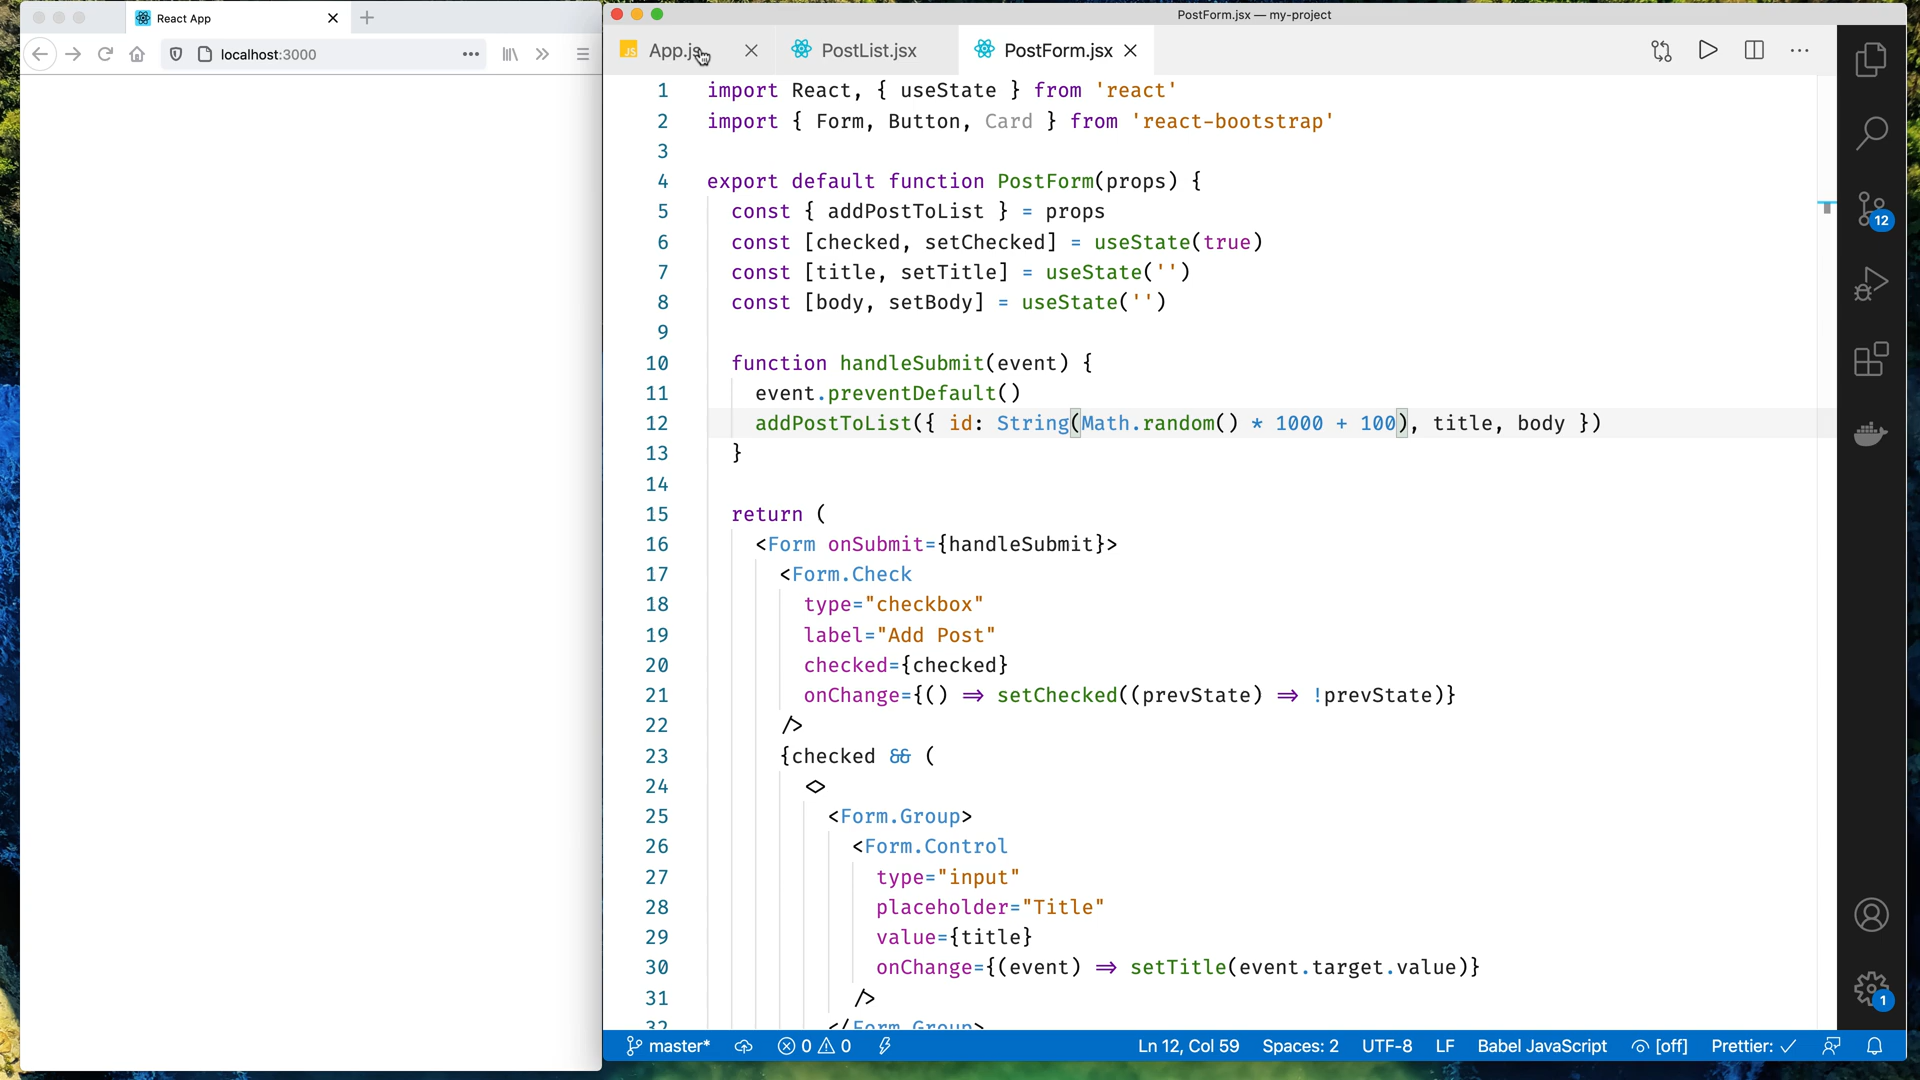 React App
localhost:3000
PostForm.jsx — my-project
App.js
PostList.jsx
PostForm.jsx
1 import React, { useState } from 'react'
2 import { Form, Button, Card } from 'react-bootstrap'
3
4 export default function PostForm(props) {
5 const { addPostToList } = props
6 const [checked, setChecked] = useState(true)
7 const [title, setTitle] = useState('')
8 const [body, setBody] = useState('')
9
10 function handleSubmit(event) {
11 event.preventDefault()
12 addPostToList({ id: String(Math.random() * 1000 + 100), title, body })
13 }
14
15 return (
16 <Form onSubmit={handleSubmit}>
17 <Form.Check
18 type="checkbox"
19 label="Add Post"
20 checked={checked}
21 onChange={() => setChecked((prevState) => !prevState)}
22 />
23 {checked && (
24 <>
25 <Form.Group>
26 <Form.Control
27 type="input"
28 placeholder="Title"
29 value={title}
30 onChange={(event) => setTitle(event.target.value)}
31 />
32 </Form.Group>
12
1
master* 0 0 Ln 12, Col 59 Spaces: 2 UTF-8 LF Babel JavaScript [off] Prettier: ✓